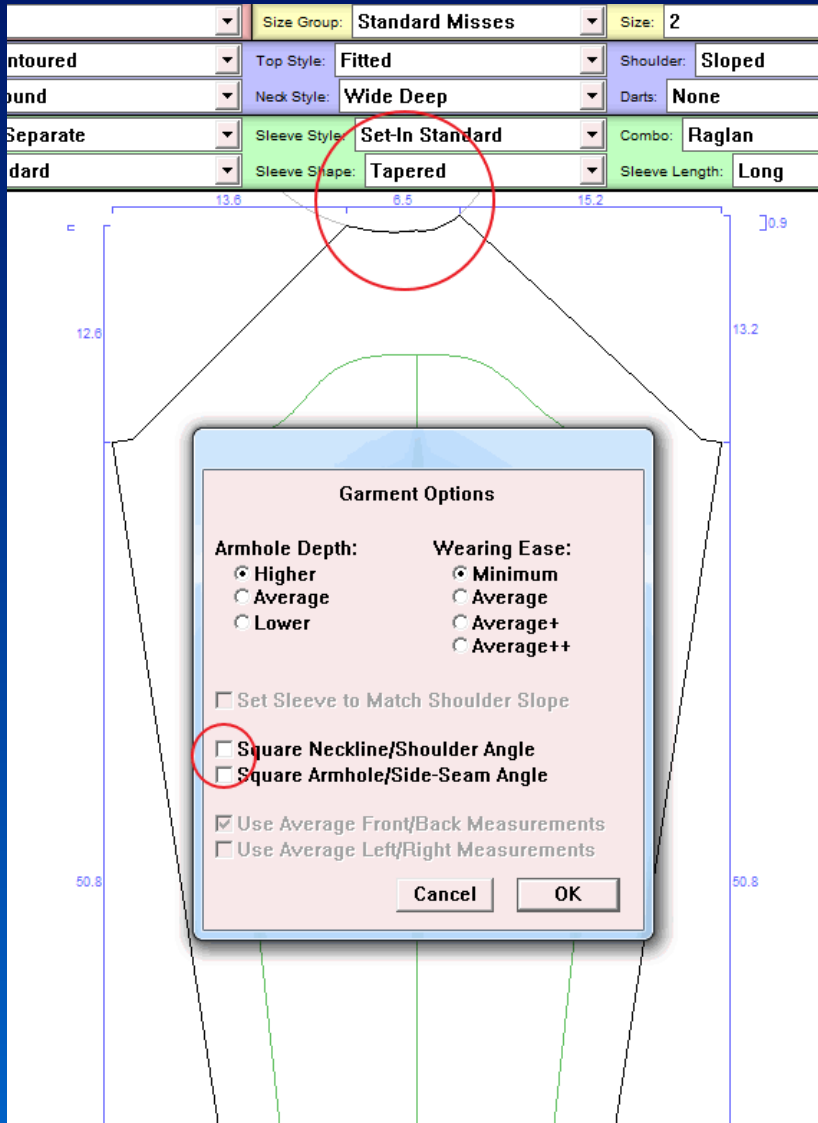 Size Group: Standard Misses Size: 2
ntoured Top Style: Fitted Shoulder: Sloped
ound Neck Style: Wide Deep Darts: None
Separate Sleeve Style: Set-In Standard Combo: Raglan
dard Sleeve Shape: Tapered Sleeve Length: Long
13.6 6.5 15.2
0.9
12.6 13.2
Garment Options
Armhole Depth: Wearing Ease:
Higher Minimum
Average Average
Lower Average+
Average++
Set Sleeve to Match Shoulder Slope
Square Neckline/Shoulder Angle
Square Armhole/Side-Seam Angle
Use Average Front/Back Measurements
Use Average Left/Right Measurements
50.8 50.8
Cancel OK